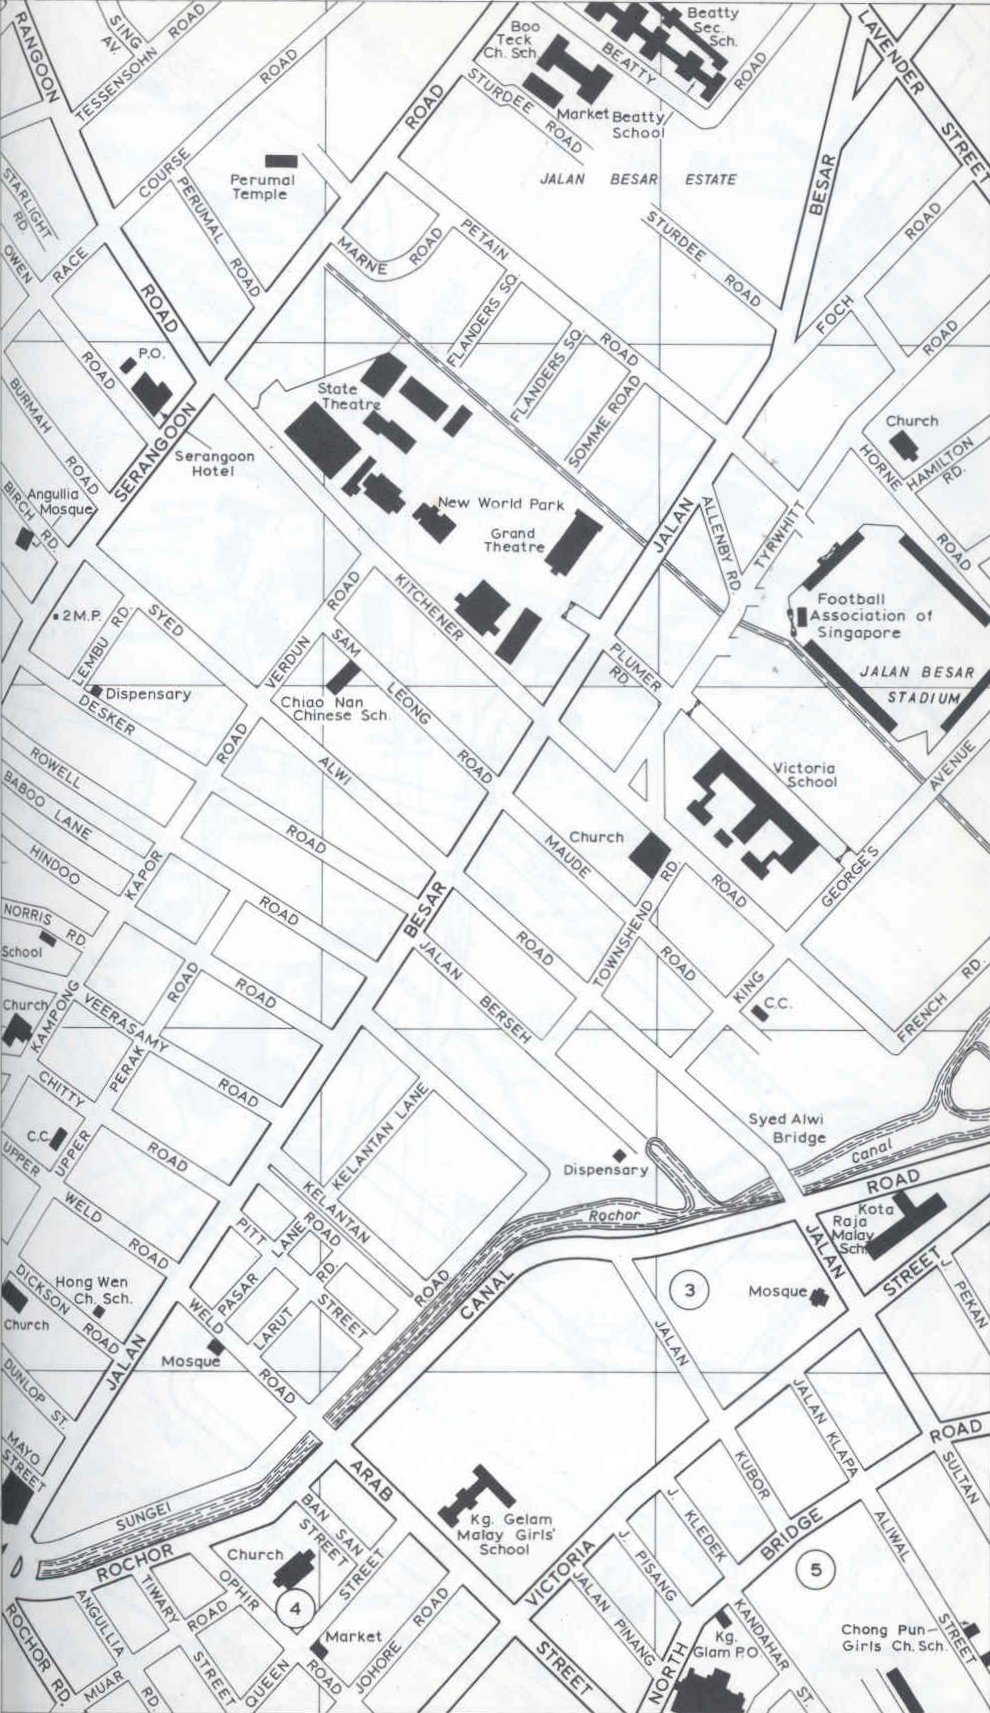 RANGOON
SING
AV.
TESSENSOHN ROAD
ROAD
Boo
Teck
Ch. Sch.
Beatty
Sec.
Sch.
BEATTY
ROAD
LAVENDER
STREET
STURDEE ROAD
Market
Beatty
School
ROAD
COURSE
Perumal
Temple
PERUMAL
ROAD
STARLIGHT
RD.
OWEN
RACE
JALAN BESAR ESTATE
BESAR
STURDEE
ROAD
ROAD
PETAIN
MARNE
ROAD
ROAD
FLANDERS SQ.
FLANDERS SQ.
ROAD
SOMME ROAD
FOCH
ROAD
P.O.
ROAD
BURMAH
ROAD
State
Theatre
SERANGOON
Serangoon
Hotel
Church
HORNE
HAMILTON
RD.
ROAD
BIRCH RD.
Angullia
Mosque
New World Park
Grand
Theatre
JALAN
ALLENBY RD
TYRWHITT
2 M.P.
LEMBU RD
SYED
VERDUN
ROAD
KITCHENER
SAM
LEONG
ROAD
Football
Association of
Singapore
JALAN BESAR
STADIUM
PLUMER
RD.
Dispensary
DESKER
Chiao Nan
Chinese Sch.
ROAD
ALWI
ROWELL
BABOO LANE
HINDOO
ROAD
KAPOR
Victoria
School
AVENUE
Church
MAUDE
ROAD
GEORGE'S
NORRIS
RD
School
ROAD
BESAR
ROAD
TOWNSHEND RD.
ROAD
KING
C.C.
FRENCH RD.
JALAN
BERSEH
Church
KAMPONG
VEERASAMY
ROAD
ROAD
PERAK
ROAD
CHITTY
C.C.
UPPER
UPPER
ROAD
WELD
ROAD
KELANTAN LANE
KELANTAN
ROAD
Syed Alwi
Bridge
Canal
Dispensary
Rochor
ROAD
Kota
Raja
Malay
Sch.
JALAN
STREET
J. PEKAN
PITT
LANE
PASAR
RD.
LARUT
STREET
WELD
ROAD
ROAD
CANAL
3
Mosque
DICKSON
ROAD
Hong Wen
Ch. Sch.
Church
JALAN
Mosque
DUNLOP ST.
JALAN
JALAN KLAPA
ROAD
MAYO
STREET
KUBOR
SULTAN
ARAB
SUNGEI
BAN SAN
STREET
Kg. Gelam
Malay Girls'
School
J. KLEDEK
BRIDGE
ALIWAL
ROCHOR
Church
STREET
VICTORIA
J. PISANG
5
TIWARY
OPHIR
4
ROAD
JALAN PINANG
KANDAHAR
ST.
STREET
ROCHOR RD.
ANGULLIA
ROAD
STREET
Market
JOHORE
Kg.
Glam P.O.
Chong Pun-
Girls Ch. Sch.
MUAR
RD.
QUEEN
ROAD
STREET
NORTH